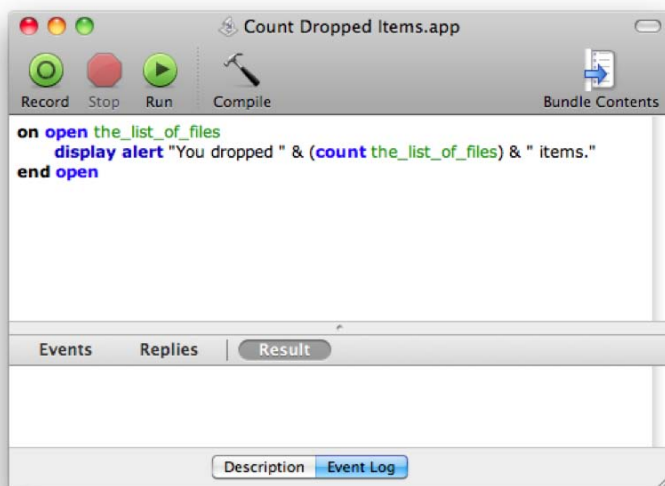 Count Dropped Items.app
Record Stop Run Compile Bundle Contents
on open the_list_of_files
display alert "You dropped " & (count the_list_of_files) & " items."
end open
Events Replies Result
Description Event Log